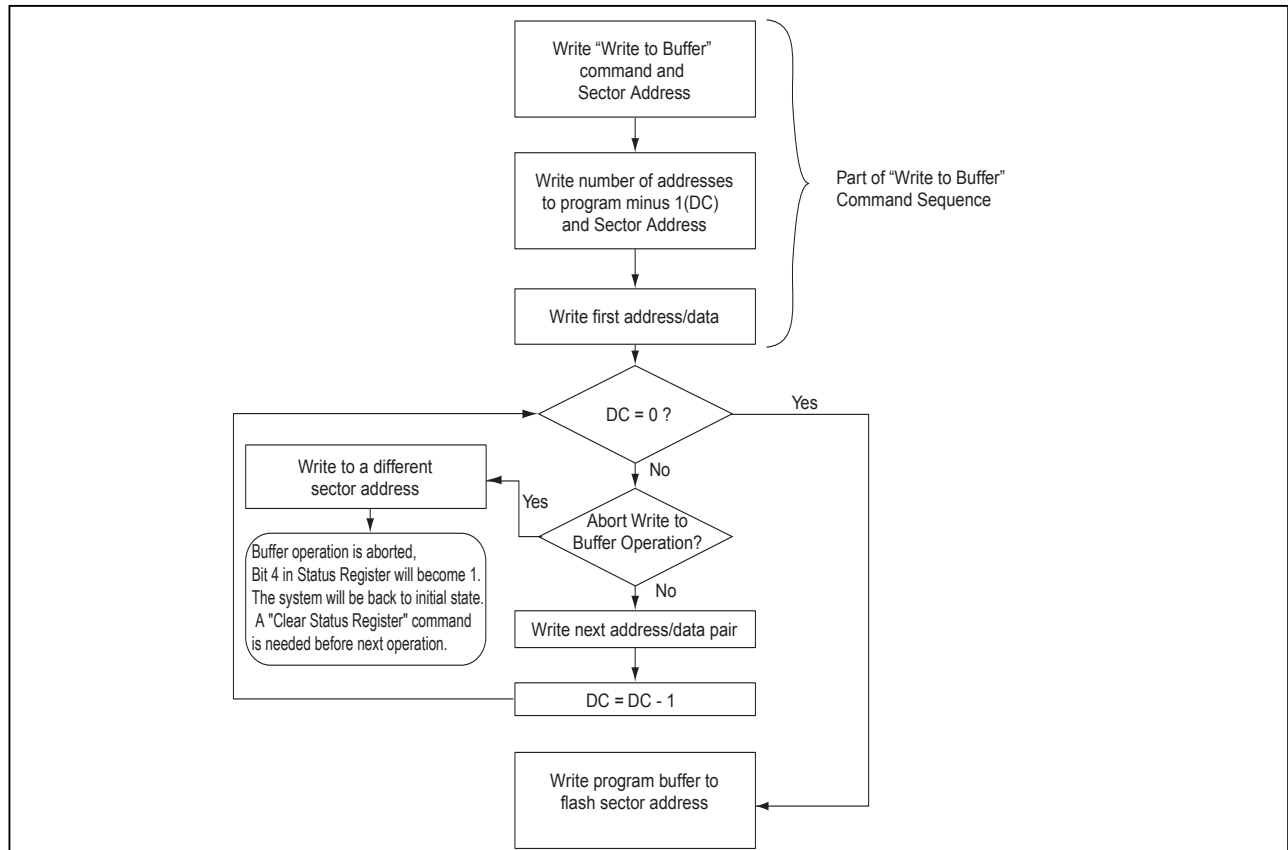 Write “Write to Buffer”
command and
Sector Address
Write number of addresses
to program minus 1(DC)
and Sector Address
Part of “Write to Buffer”
Command Sequence
Write first address/data
DC = 0 ?
Yes
No
Write to a different
sector address
Yes
Abort Write to
Buffer Operation?
Buffer operation is aborted,
Bit 4 in Status Register will become 1.
The system will be back to initial state.
A "Clear Status Register" command
is needed before next operation.
No
Write next address/data pair
DC = DC - 1
Write program buffer to
flash sector address